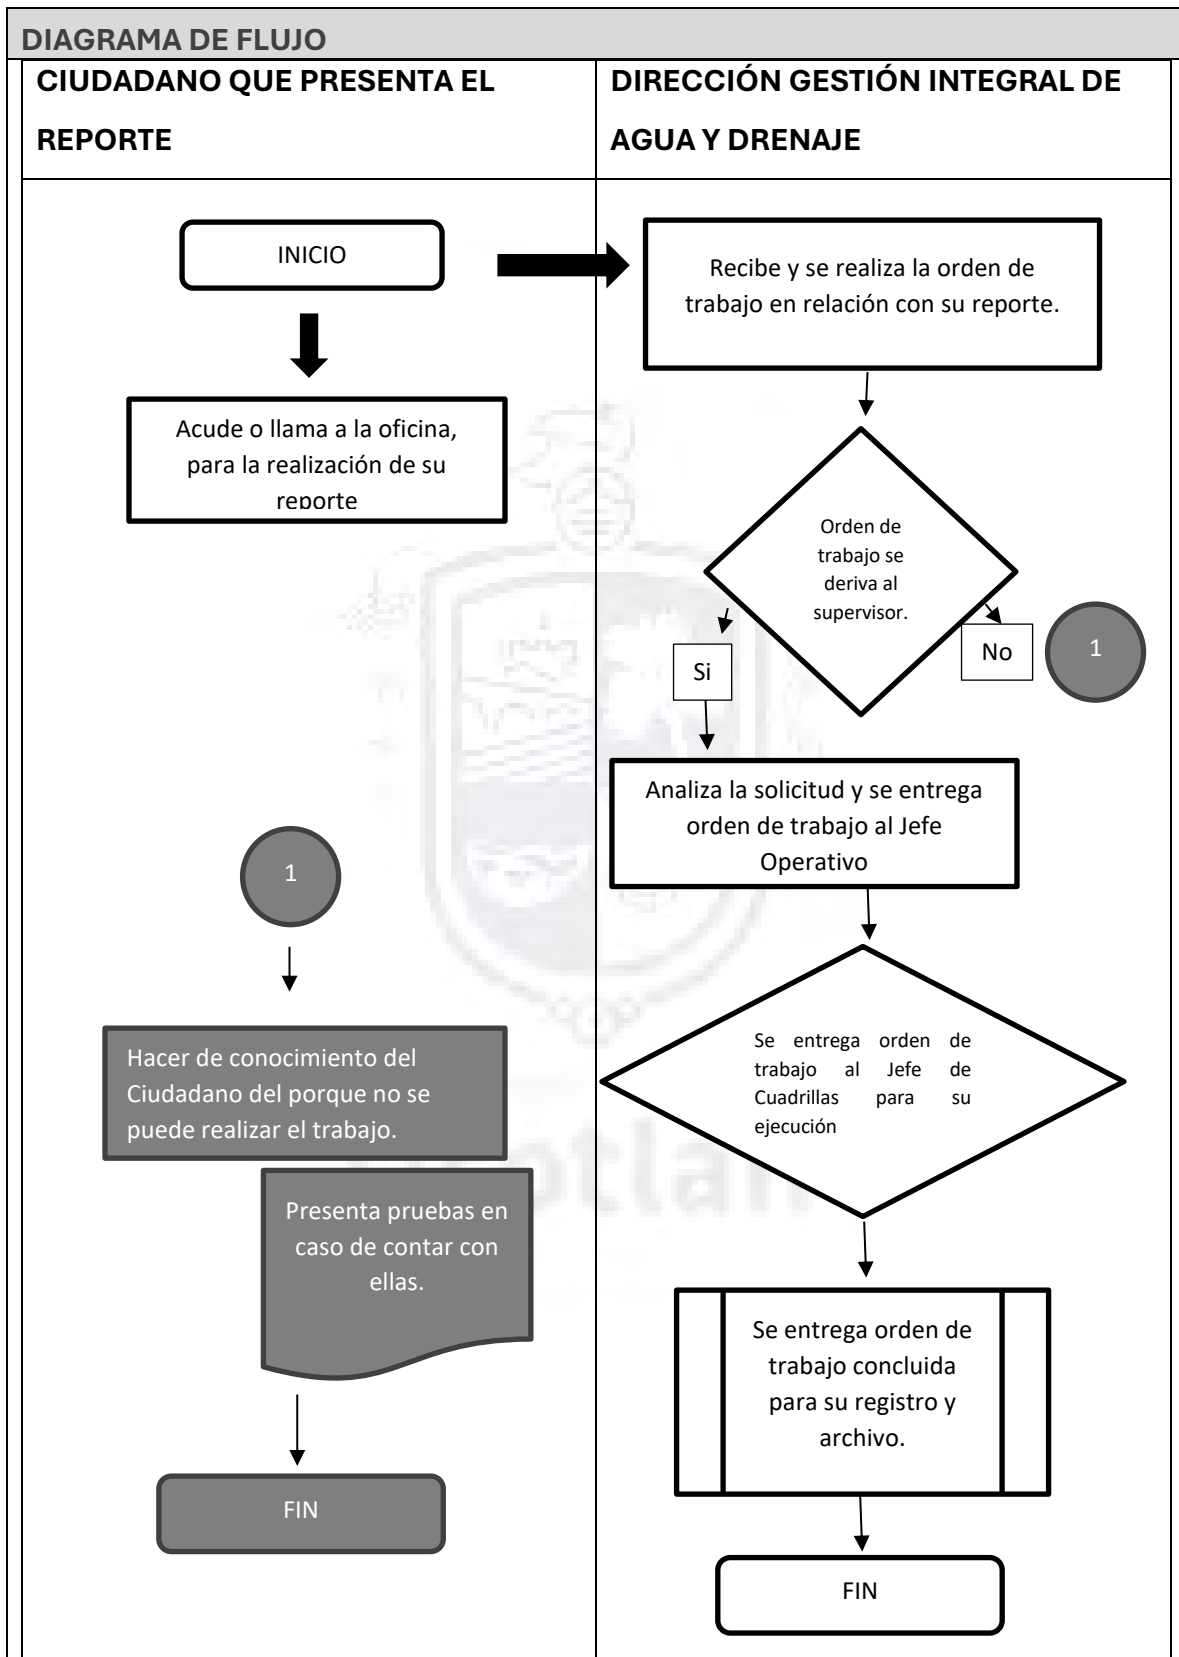 DIAGRAMA DE FLUJO
CIUDADANO QUE PRESENTA EL
REPORTE
DIRECCIÓN GESTIÓN INTEGRAL DE
AGUA Y DRENAJE
INICIO
Acude o llama a la oficina,
para la realización de su
reporte
Recibe y se realiza la orden de
trabajo en relación con su reporte.
Orden de
trabajo se
deriva al
supervisor.
Si
No
1
Analiza la solicitud y se entrega
orden de trabajo al Jefe
Operativo
1
Hacer de conocimiento del
Ciudadano del porque no se
puede realizar el trabajo.
Presenta pruebas en
caso de contar con
ellas.
FIN
Se entrega orden de
trabajo al Jefe de
Cuadrillas para su
ejecución
Se entrega orden de
trabajo concluida
para su registro y
archivo.
FIN